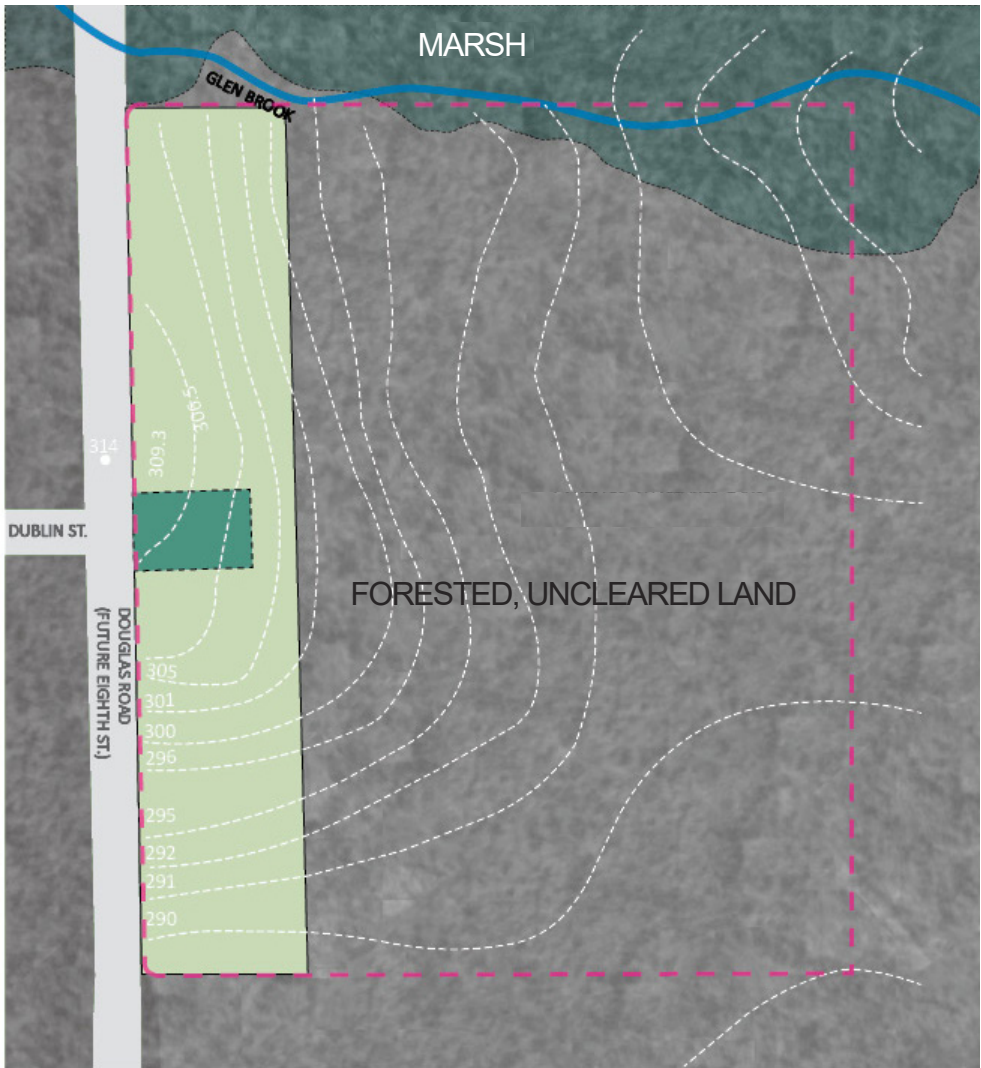 MARSH
GLEN BROOK
306.5
309.3
314
DUBLIN ST.
FORESTED, UNCLEARED LAND
DOUGLAS ROAD
(FUTURE EIGHTH ST.)
305
301
300
296
295
292
291
290